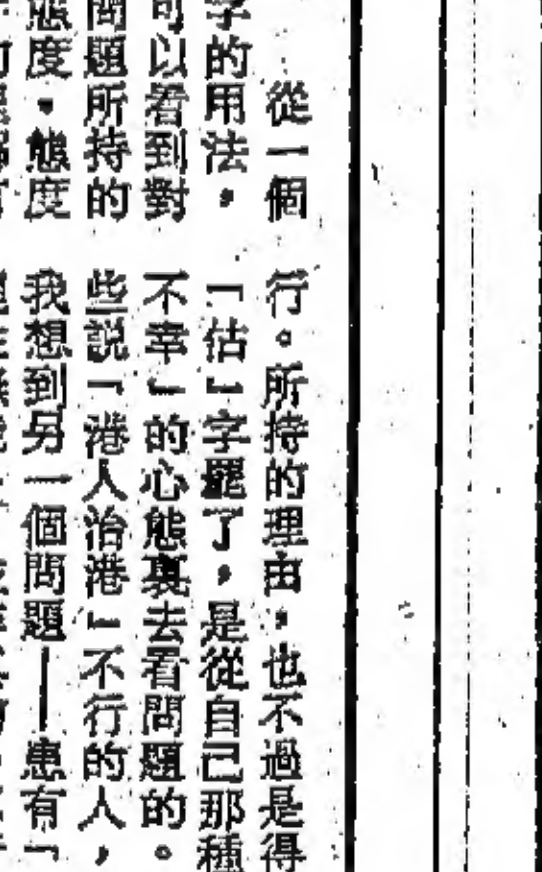 從一個
字的用法，
可以看到對
問題所持的
態度。態度
行。所持的理由，也不過是得
「估」字罷了，是從自己那種
不幸」的心態裏去看問題的。
些說「港人治港」不行的人，
我想到另一個問題——患有「